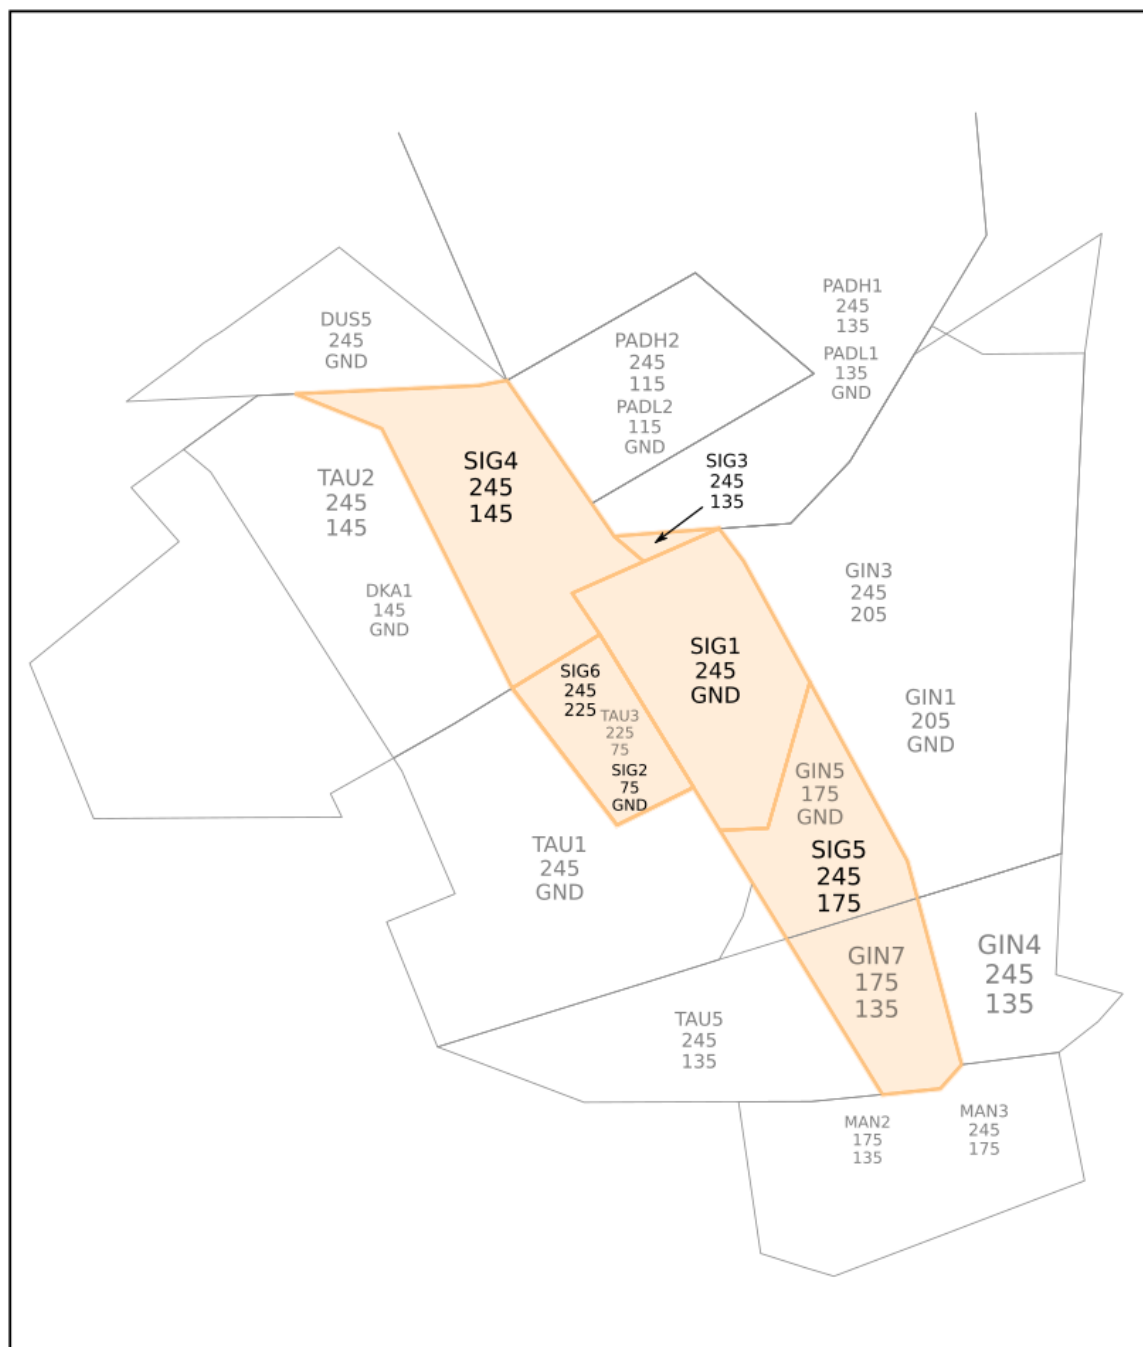 PADH1
245
135
PADL1
135
GND
DUS5
245
GND
PADH2
245
115
PADL2
115
GND
SIG4
245
145
SIG3
245
135
TAU2
245
145
DKA1
145
GND
GIN3
245
205
SIG1
245
GND
SIG6
245
225
TAU3
225
75
SIG2
75
GND
GIN1
205
GND
GIN5
175
GND
SIG5
245
175
TAU1
245
GND
GIN7
175
135
GIN4
245
135
TAU5
245
135
MAN2
175
135
MAN3
245
175